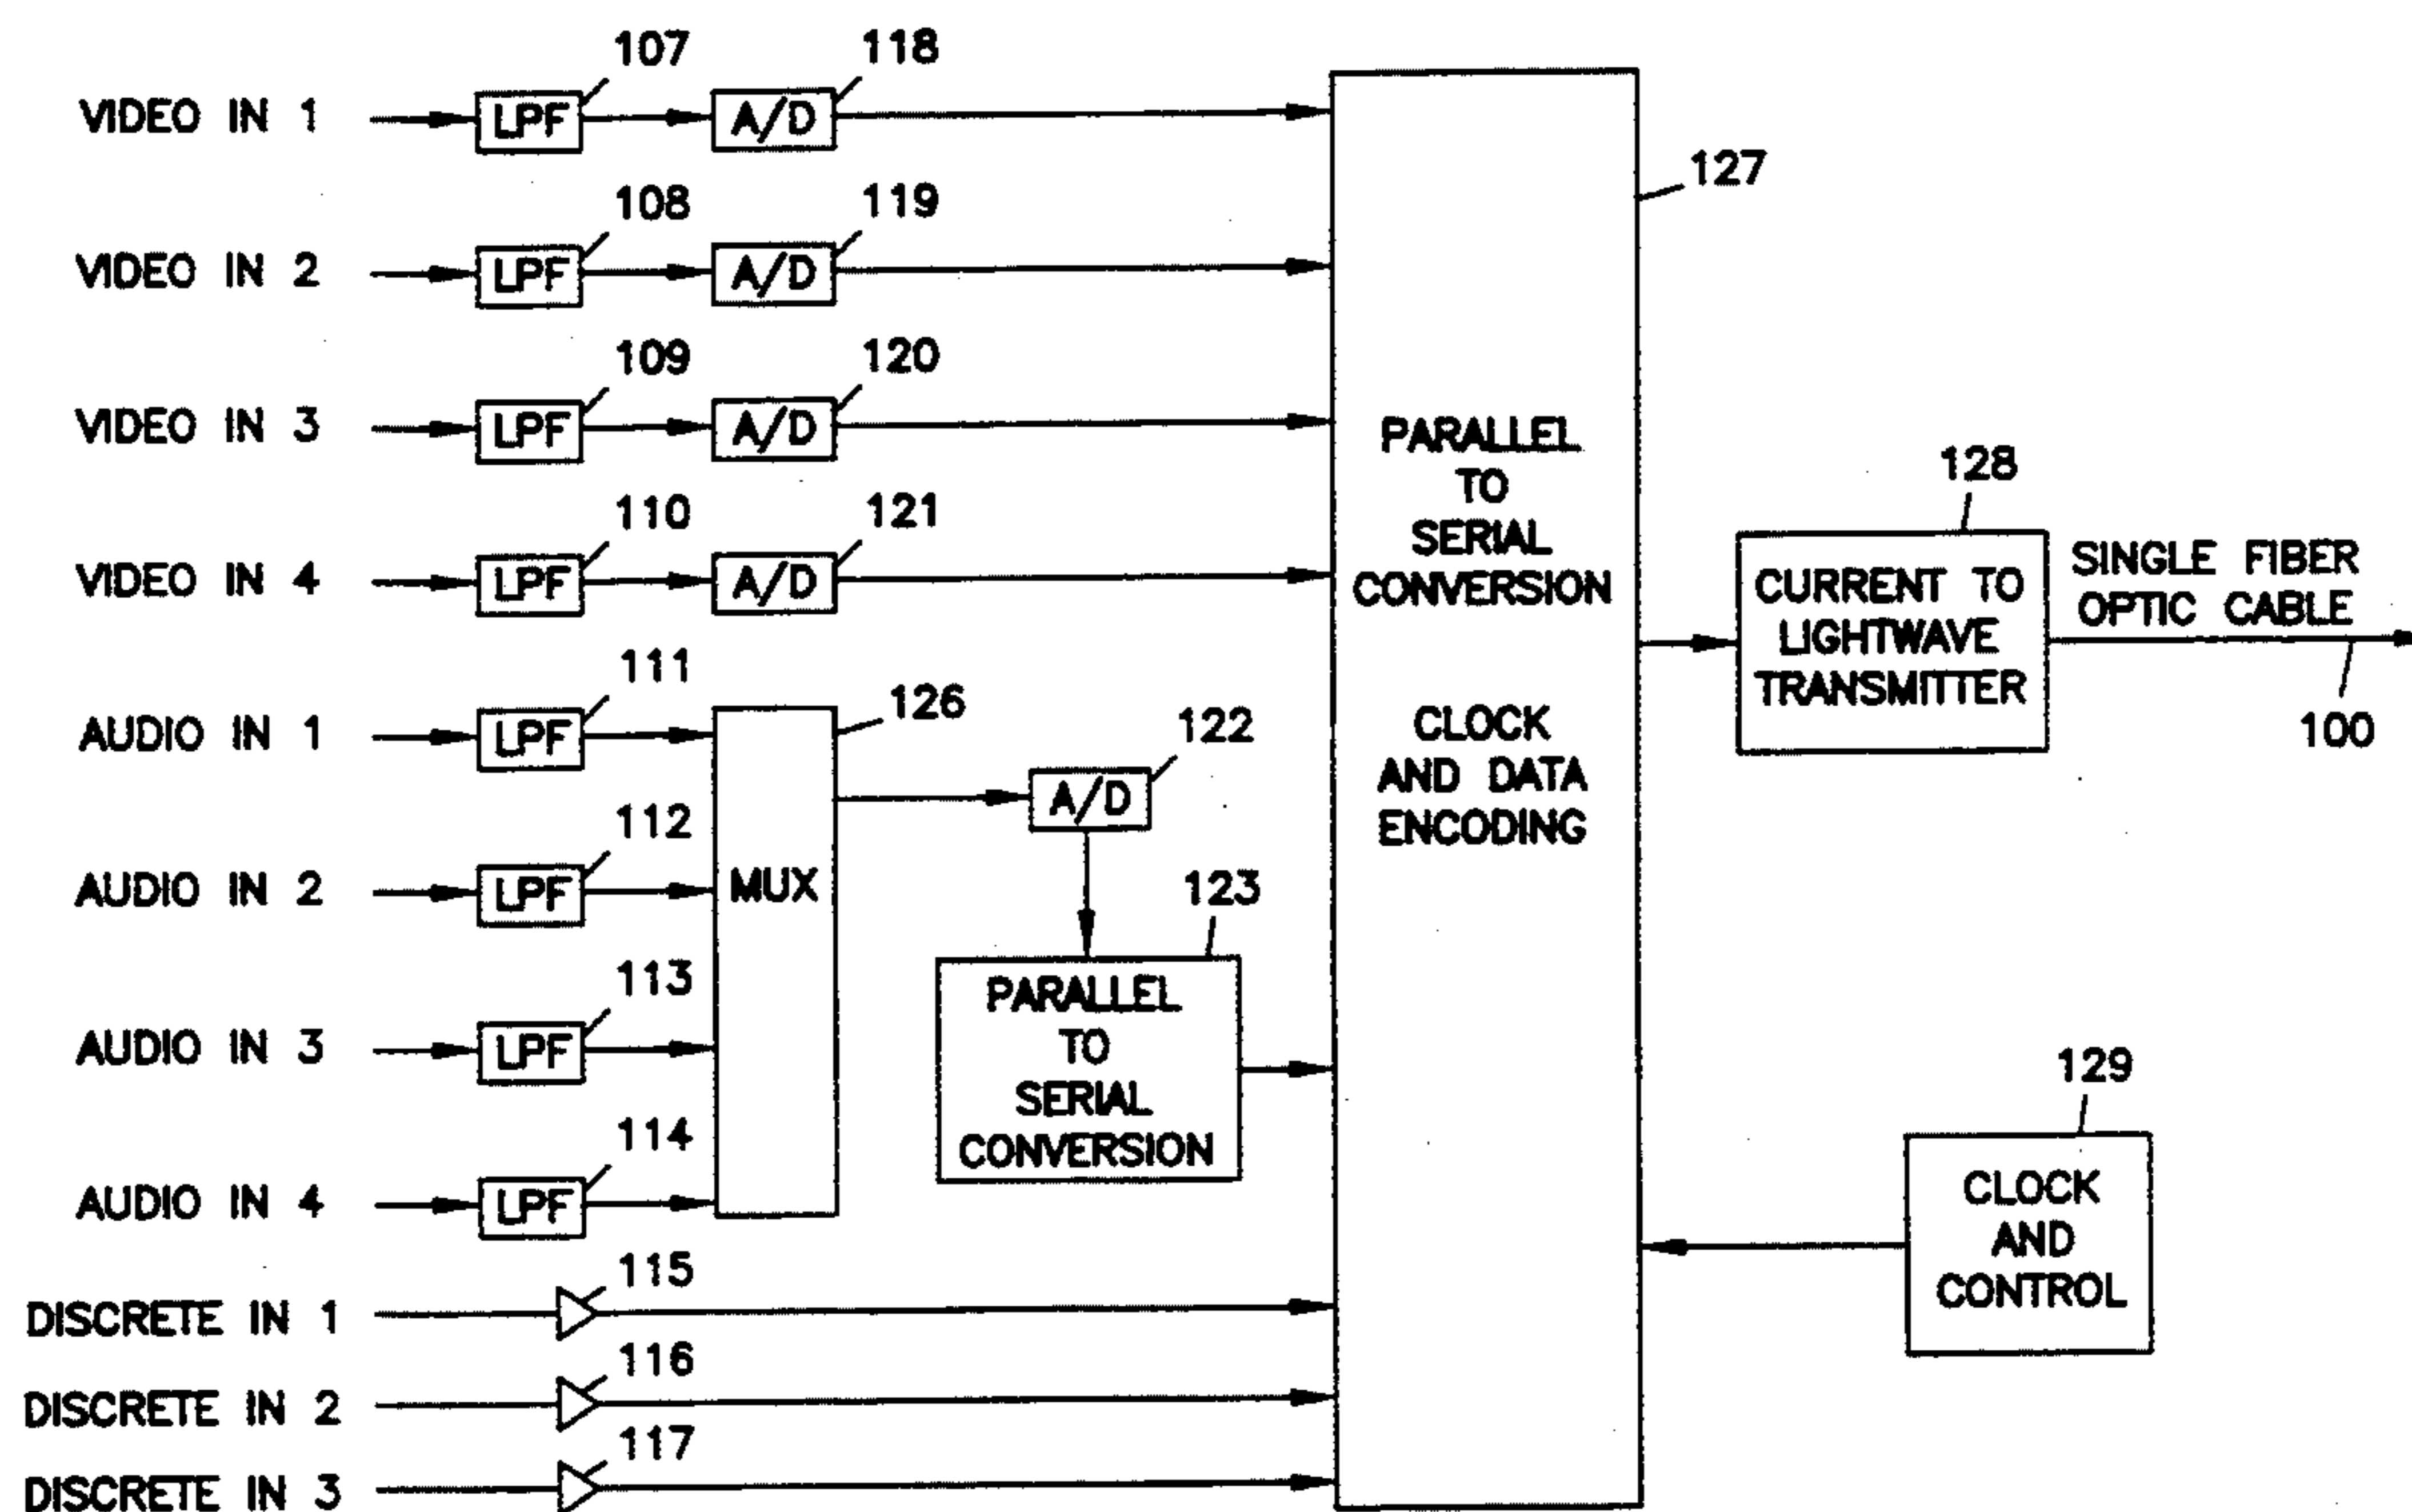 107
118
VIDEO IN 1
LPF
A/D
108
119
VIDEO IN 2
LPF
A/D
127
109
120
VIDEO IN 3
LPF
A/D
110
121
VIDEO IN 4
LPF
A/D
PARALLEL
TO
SERIAL
CONVERSION
CLOCK
AND DATA
ENCODING
128
CURRENT TO
LIGHTWAVE
TRANSMITTER
SINGLE FIBER
OPTIC CABLE
100
111
126
AUDIO IN 1
LPF
122
A/D
112
AUDIO IN 2
LPF
MUX
123
PARALLEL
TO
SERIAL
CONVERSION
113
AUDIO IN 3
LPF
114
AUDIO IN 4
LPF
129
CLOCK
AND
CONTROL
115
DISCRETE IN 1
116
DISCRETE IN 2
117
DISCRETE IN 3